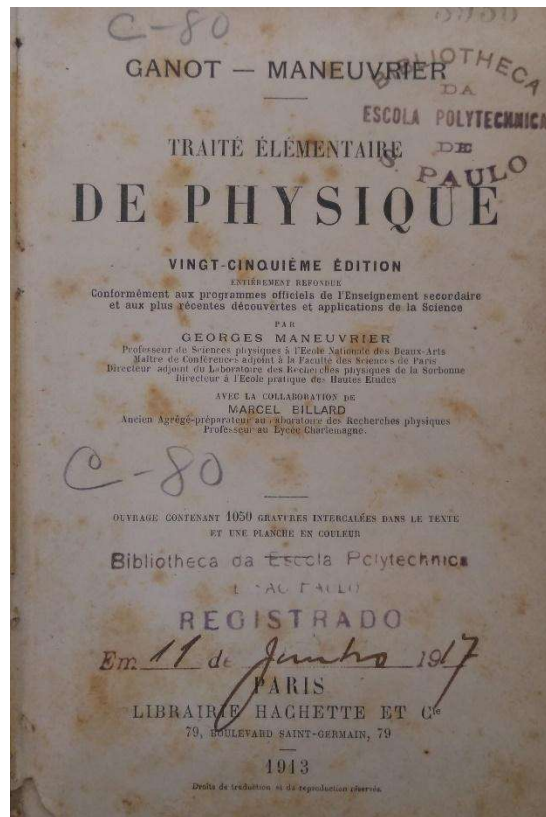 C-80
GANOT — MANEUVRIER
BIBLIOTHECA
DA
ESCOLA POLYTECHNICA
DE
S. PAULO
TRAITÉ ÉLÉMENTAIRE
DE PHYSIQUE
VINGT-CINQUIÈME ÉDITION
ENTIÈREMENT REFONDUE
Conformément aux programmes officiels de l'Enseignement secondaire
et aux plus récentes découvertes et applications de la Science
PAR
GEORGES MANEUVRIER
Professeur de Sciences physiques à l'École Nationale des Beaux-Arts
Maître de Conférences adjoint à la Faculté des Sciences de Paris
Directeur adjoint du Laboratoire des Recherches physiques de la Sorbonne
Directeur à l'École pratique des Hautes Études
AVEC LA COLLABORATION DE
MARCEL BILLARD
Ancien Agrégé-préparateur au Laboratoire des Recherches physiques
Professeur au Lycée Charlemagne.
C-80
OUVRAGE CONTENANT 1050 GRAVURES INTERCALÉES DANS LE TEXTE
ET UNE PLANCHE EN COULEUR
Bibliotheca da Escola Polytechnica
SAO PAULO
REGISTRADO
Em 11 de Junho 1917
PARIS
LIBRAIRIE HACHETTE ET Cie
79, BOULEVARD SAINT-GERMAIN, 79
1913
Droits de traduction et de reproduction réservés.